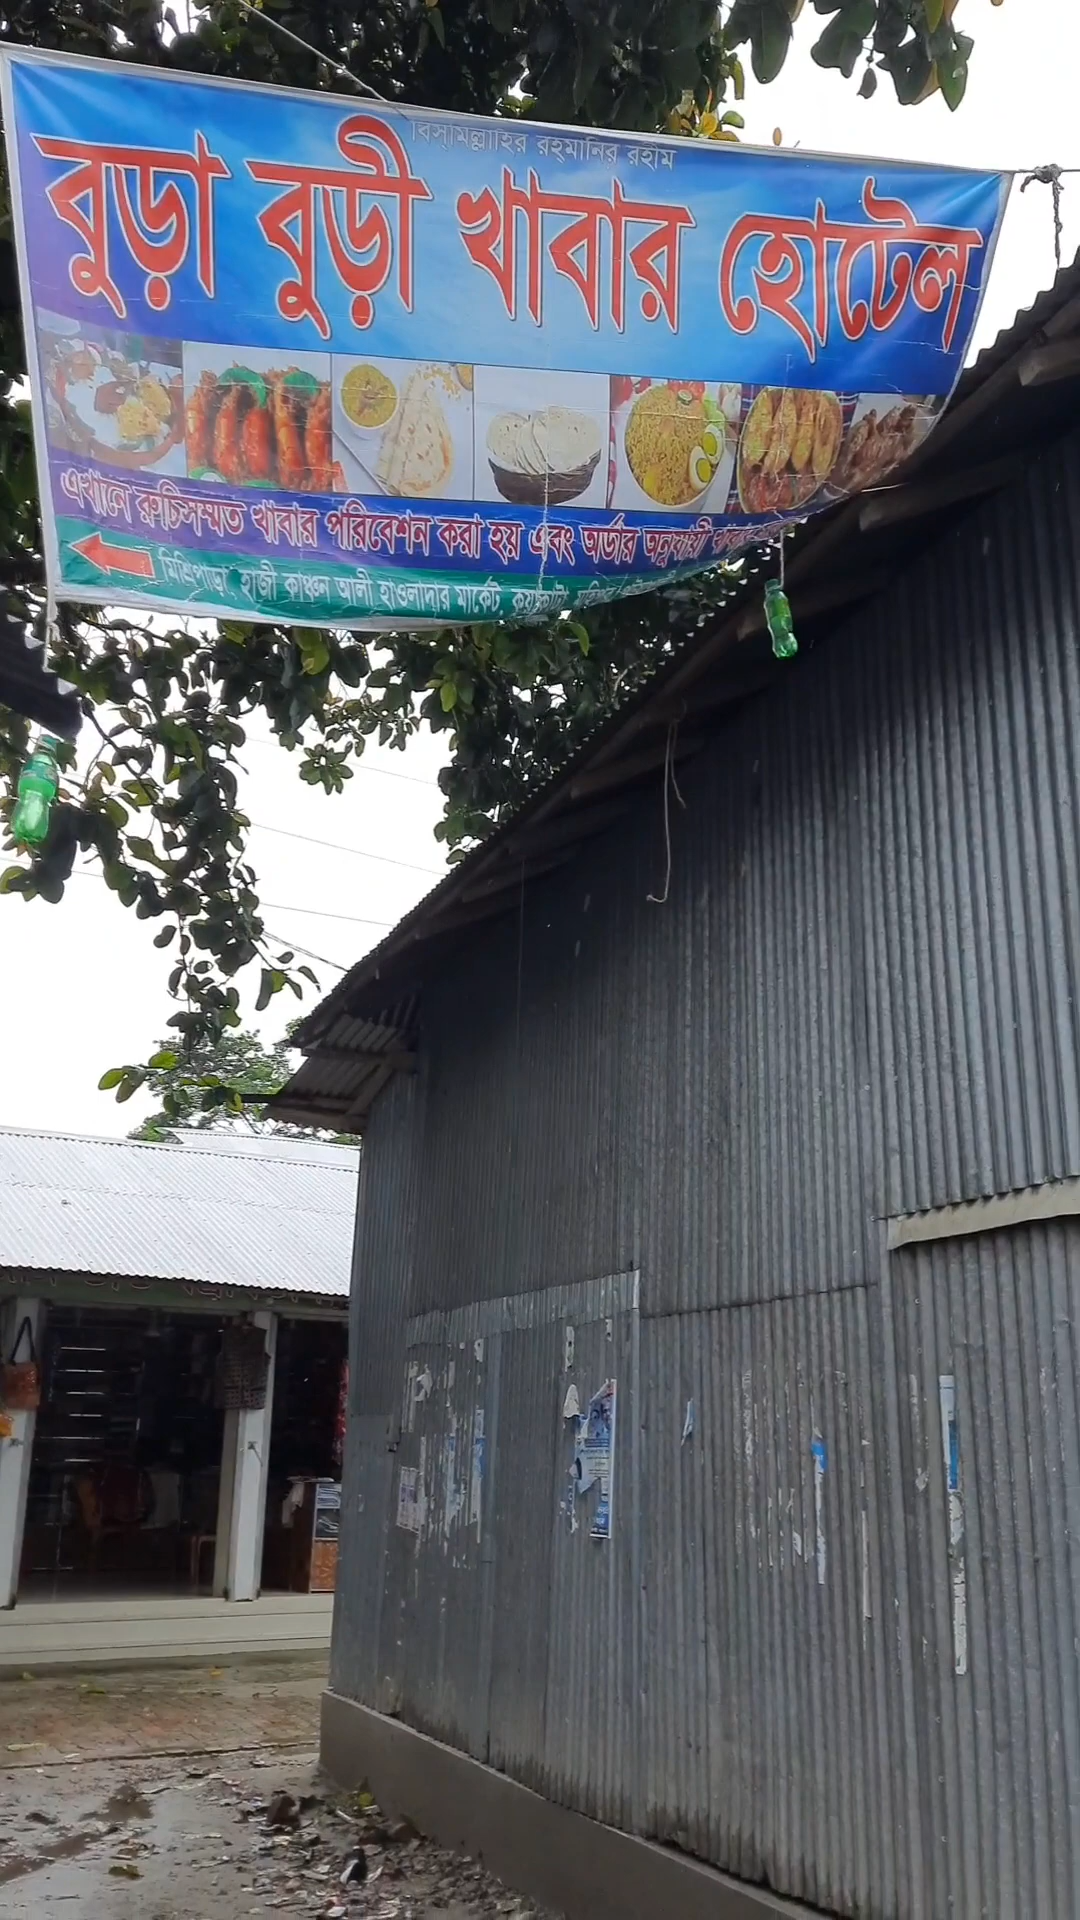 বিসমিল্লাহির রহমানির রহীম
বুড়া বুড়ী খাবার হোটেল
এখানে রুচিসম্মত খাবার পরিবেশন করা হয় এবং অর্ডার অনুযায়ী খাবার
মিশ্রিপাড়া, হাজী কাঞ্চন আলী হাওলাদার মার্কেট, কুয়াকাটা,